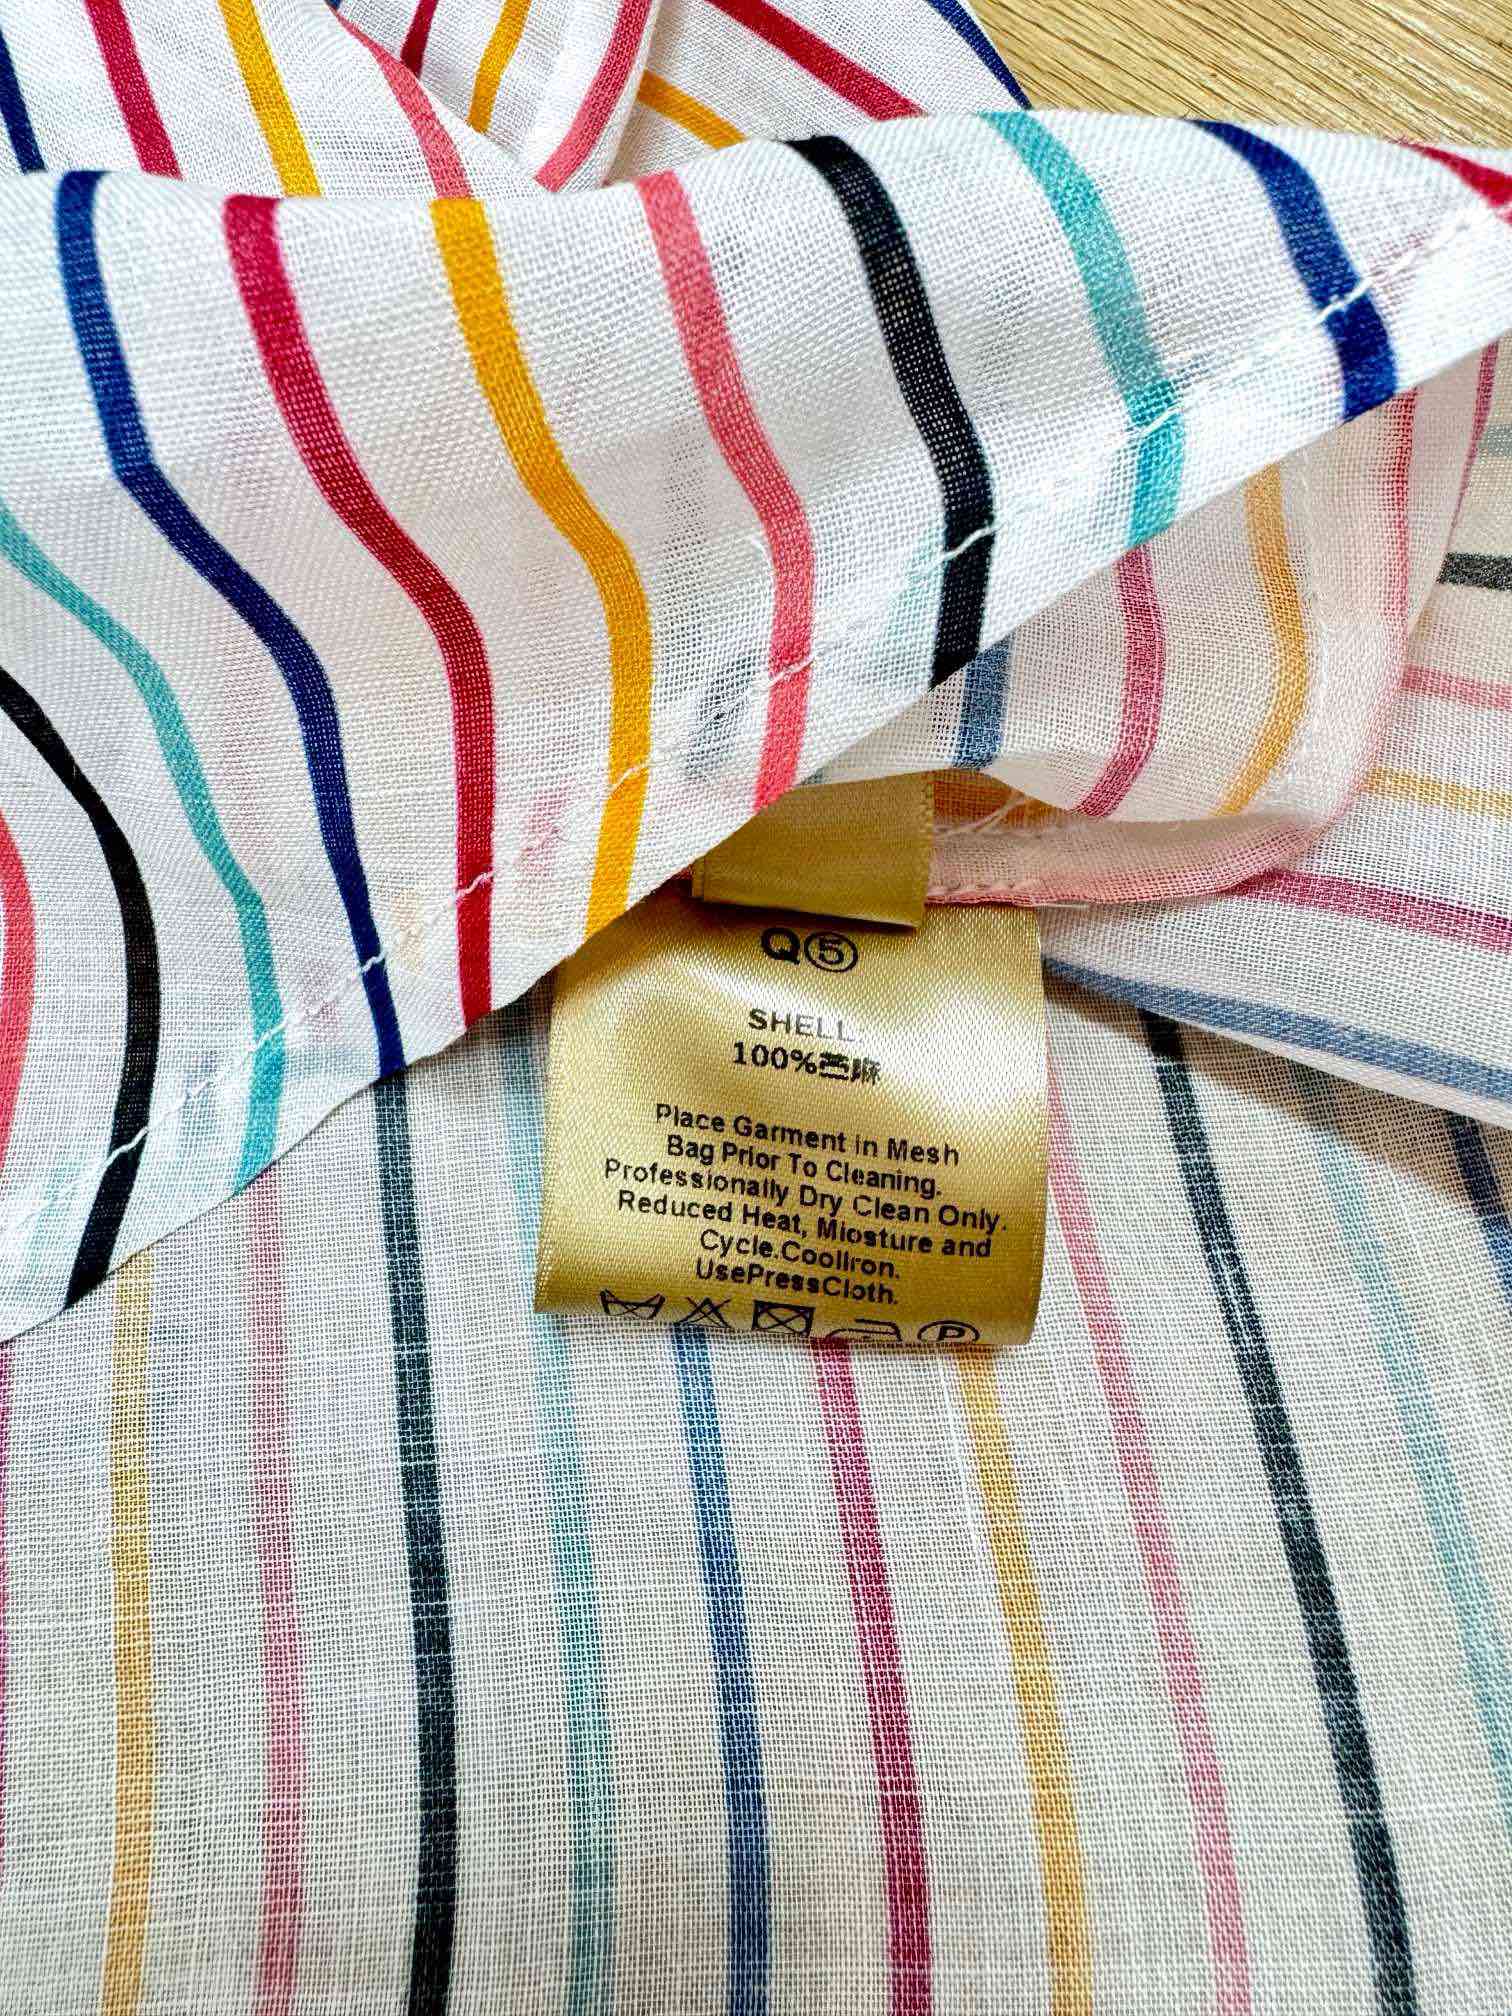 Q⑤
SHELL
100%苎麻
Place Garment in Mesh
Bag Prior To Cleaning.
Professionally Dry Clean Only.
Reduced Heat, Miosture and
Cycle.CoolIron.
UsePressCloth.
P